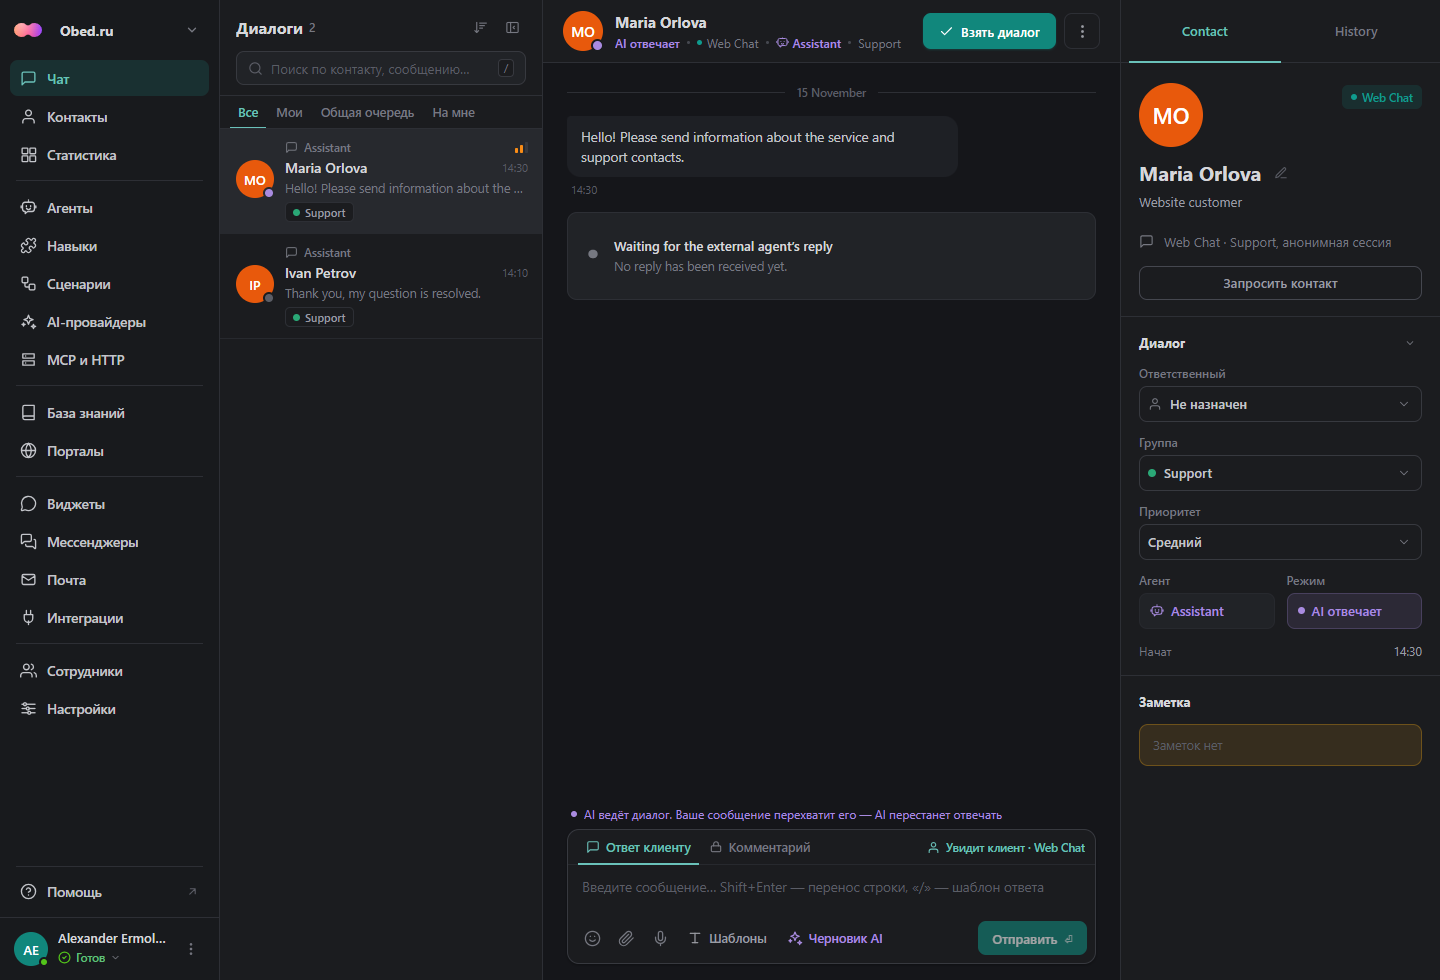 Obed.ru
Чат
Контакты
Статистика
Агенты
Навыки
Сценарии
AI-провайдеры
MCP и HTTP
База знаний
Порталы
Виджеты
Мессенджеры
Почта
Интеграции
Сотрудники
Настройки
Помощь
AE
Alexander Ermol...
Готов
Диалоги 2
Поиск по контакту, сообщению... /
Все Мои Общая очередь На мне
Assistant
MO
Maria Orlova 14:30
Hello! Please send information about the ...
Support
Assistant
IP
Ivan Petrov 14:10
Thank you, my question is resolved.
Support
MO
Maria Orlova
AI отвечает • Web Chat • Assistant • Support
Взять диалог
15 November
Hello! Please send information about the service and
support contacts.
14:30
Waiting for the external agent's reply
No reply has been received yet.
AI ведёт диалог. Ваше сообщение перехватит его — AI перестанет отвечать
Ответ клиенту Комментарий Увидит клиент · Web Chat
Введите сообщение... Shift+Enter — перенос строки, «/» — шаблон ответа
Шаблоны Черновик AI Отправить
Contact History
MO
Web Chat
Maria Orlova
Website customer
Web Chat · Support, анонимная сессия
Запросить контакт
Диалог
Ответственный
Не назначен
Группа
Support
Приоритет
Средний
Агент Режим
Assistant AI отвечает
Начат 14:30
Заметка
Заметок нет